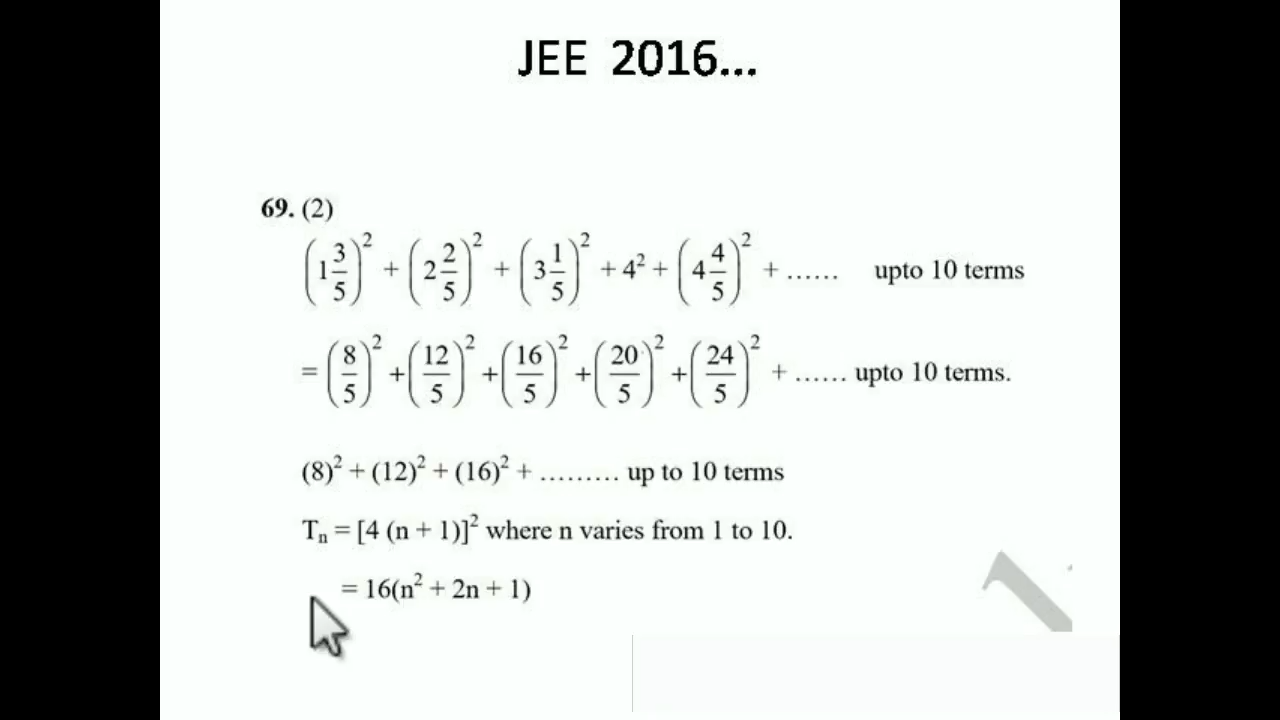 JEE 2016...
69. (2)
(1 3/5)² + (2 2/5)² + (3 1/5)² + 4² + (4 4/5)² + ...... upto 10 terms
= (8/5)² + (12/5)² + (16/5)² + (20/5)² + (24/5)² + ...... upto 10 terms.
(8)² + (12)² + (16)² + ......... up to 10 terms
Tₙ = [4 (n + 1)]² where n varies from 1 to 10.
= 16(n² + 2n + 1)